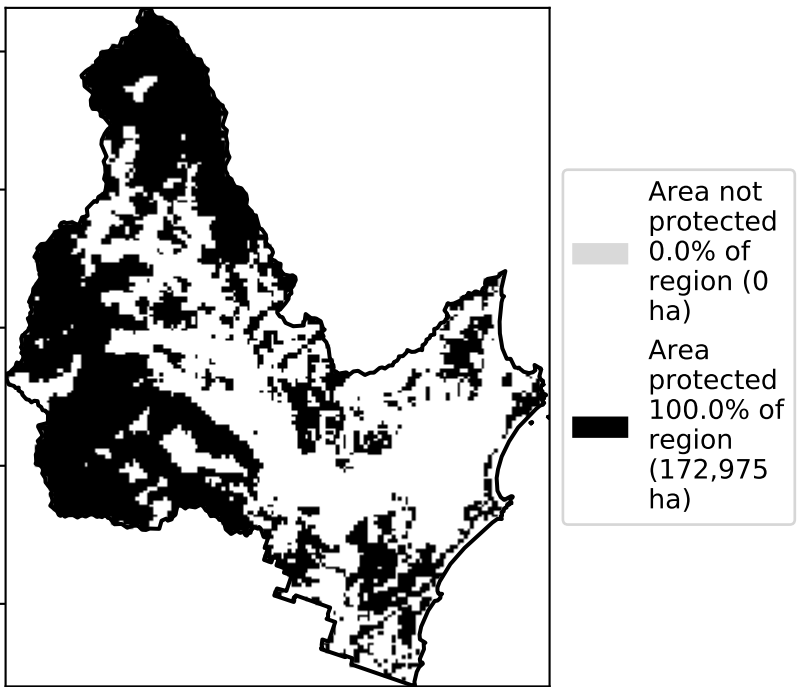 Area not
protected
0.0% of
region (0
ha)
Area
protected
100.0% of
region
(172,975
ha)